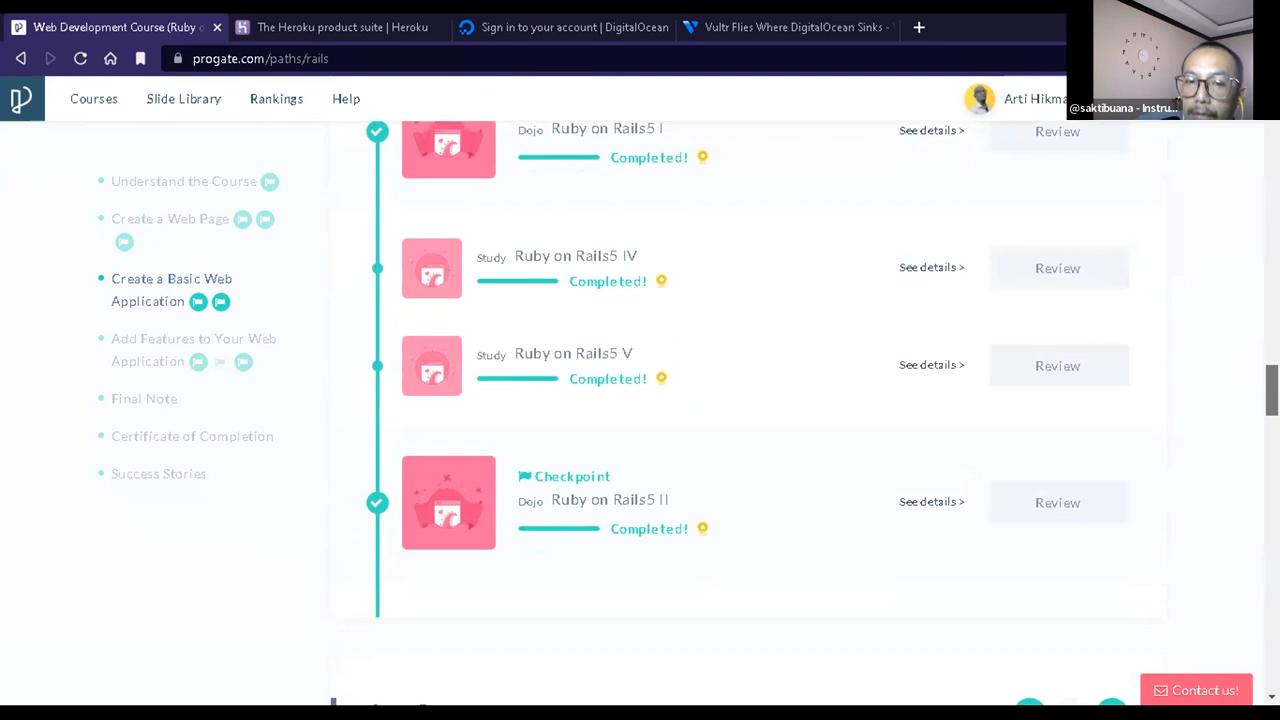 Web Development Course (Ruby o
The Heroku product suite | Heroku
Sign in to your account | DigitalOcean
Vultr Flies Where DigitalOcean Sinks -
progate.com/paths/rails
Courses
Slide Library
Rankings
Help
Arti Hikma
@saktibuana - Instru...
Understand the Course
Create a Web Page
Create a Basic Web
Application
Add Features to Your Web
Application
Final Note
Certificate of Completion
Success Stories
Dojo Ruby on Rails5 I
Completed!
See details >
Review
Study Ruby on Rails5 IV
Completed!
See details >
Review
Study Ruby on Rails5 V
Completed!
See details >
Review
Checkpoint
Dojo Ruby on Rails5 II
Completed!
See details >
Review
Contact us!